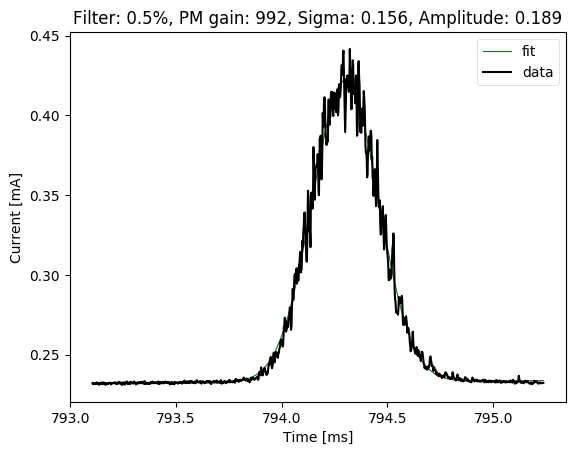 Filter: 0.5%, PM gain: 992, Sigma: 0.156, Amplitude: 0.189
fit
data
0.45
0.40
0.35
0.30
0.25
Current [mA]
793.0 793.5 794.0 794.5 795.0
Time [ms]